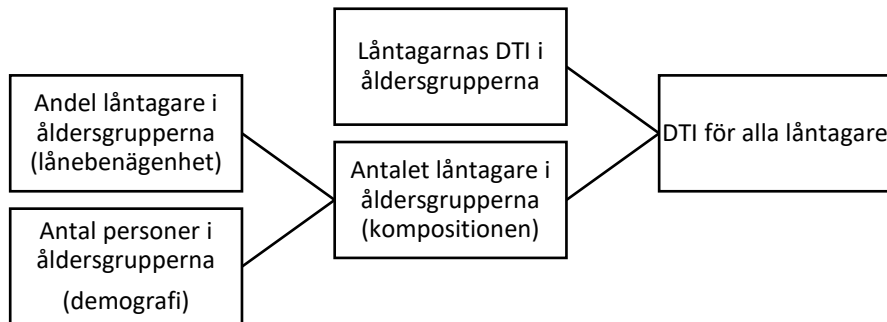 Andel låntagare i
åldersgrupperna
(lånebenägenhet)
Antal personer i
åldersgrupperna
(demografi)
Låntagarnas DTI i
åldersgrupperna
Antalet låntagare i
åldersgrupperna
(kompositionen)
DTI för alla låntagare